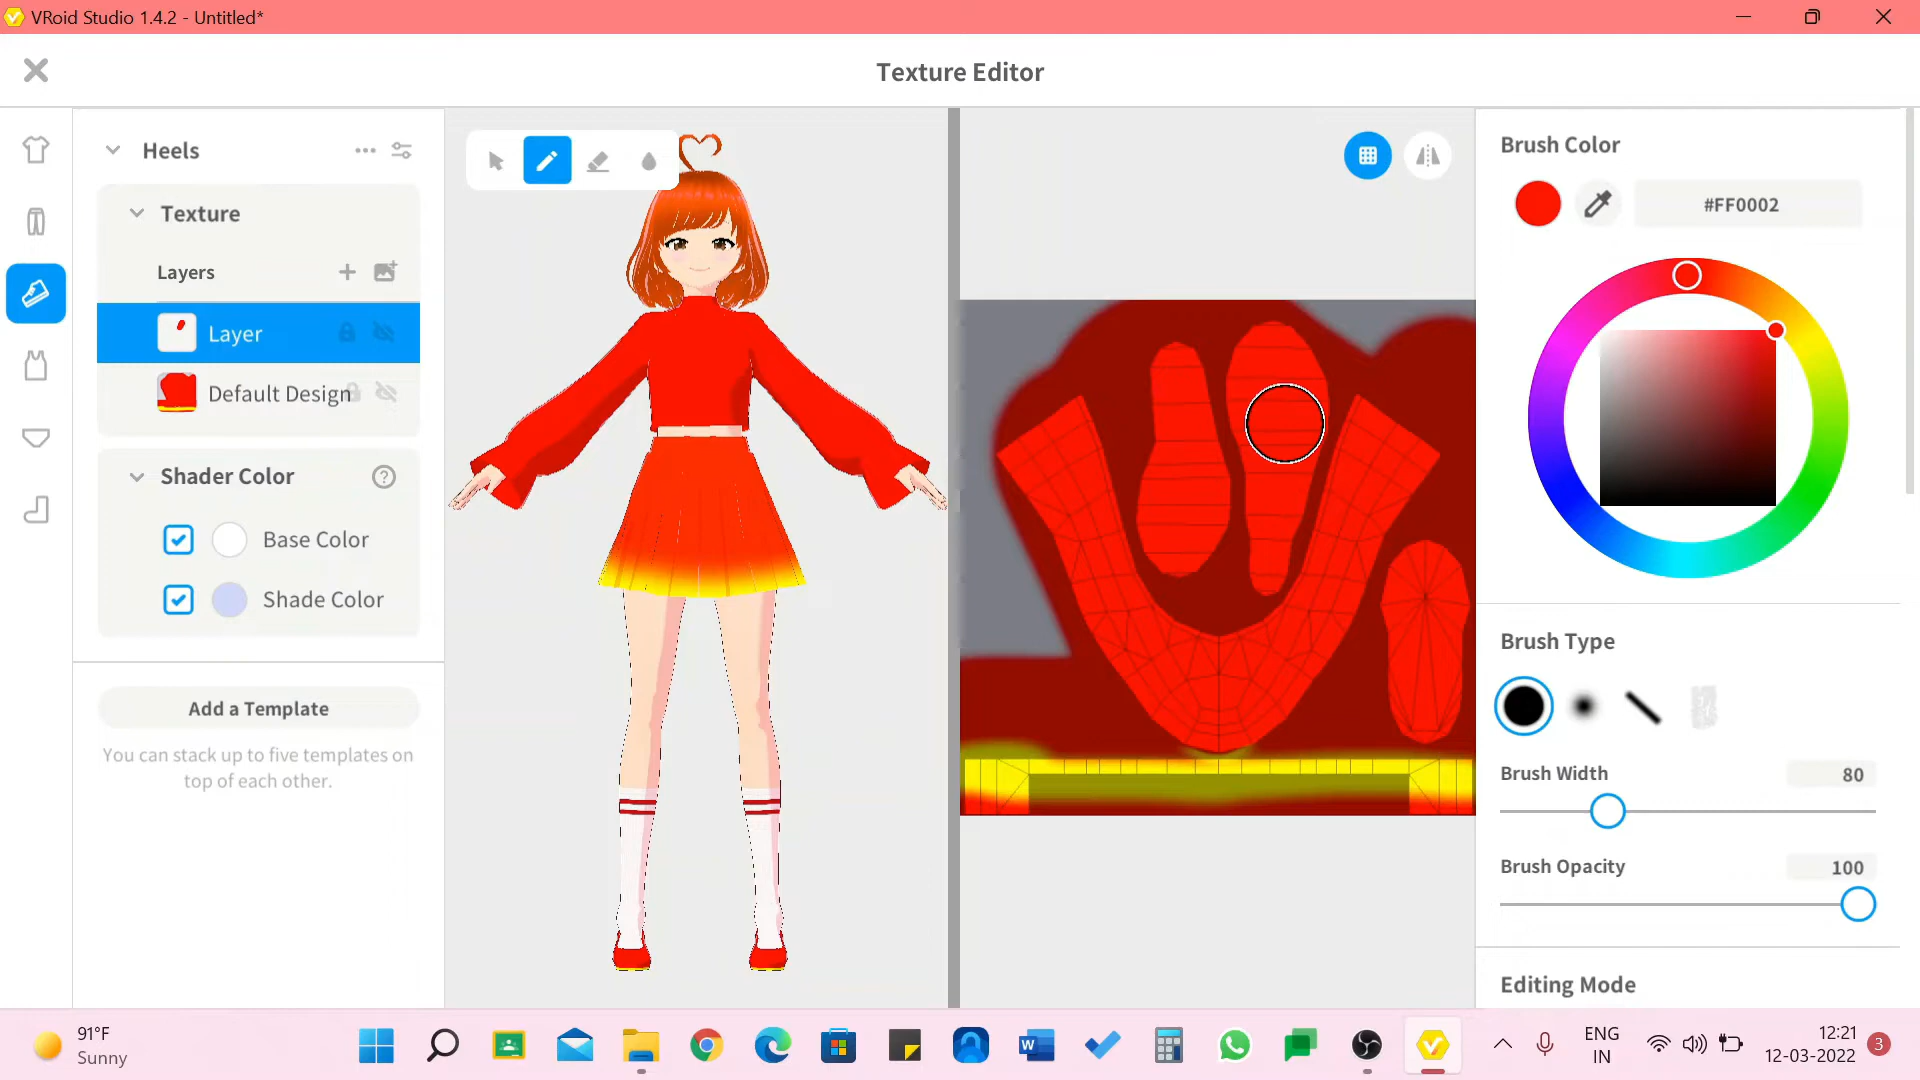 VRoid Studio 1.4.2 - Untitled*
Texture Editor
Heels
Texture
Layers
Layer
Default Design
Shader Color
Base Color
Shade Color
Add a Template
You can stack up to five templates on
top of each other.
Brush Color
#FF0002
Brush Type
Brush Width
80
Brush Opacity
100
Editing Mode
91°F
Sunny
W
ENG
IN
12:21
12-03-2022
3